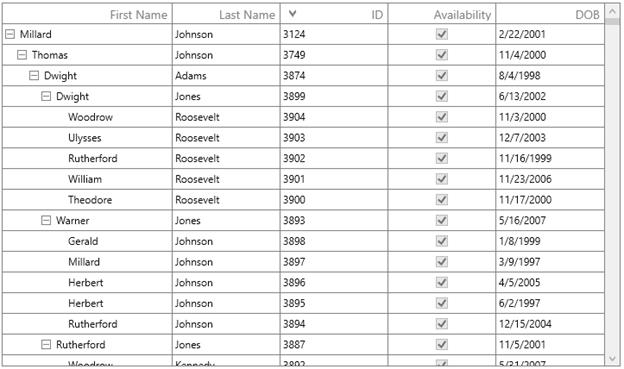 First Name Last Name ID Availability DOB
Millard Johnson 3124 2/22/2001
Thomas Johnson 3749 11/4/2000
Dwight Adams 3874 8/4/1998
Dwight Jones 3899 6/13/2002
Woodrow Roosevelt 3904 11/3/2000
Ulysses Roosevelt 3903 12/7/2003
Rutherford Roosevelt 3902 11/16/1999
William Roosevelt 3901 11/23/2006
Theodore Roosevelt 3900 11/17/2000
Warner Jones 3893 5/16/2007
Gerald Johnson 3898 1/8/1999
Millard Johnson 3897 3/9/1997
Herbert Johnson 3896 4/5/2005
Herbert Johnson 3895 6/2/1997
Rutherford Johnson 3894 12/15/2004
Rutherford Jones 3887 11/5/2001
Woodrow Kennedy 3892 5/31/2007